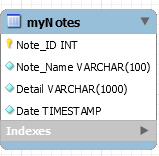 myNotes
Note_ID INT
Note_Name VARCHAR(100)
Detail VARCHAR(1000)
Date TIMESTAMP
Indexes